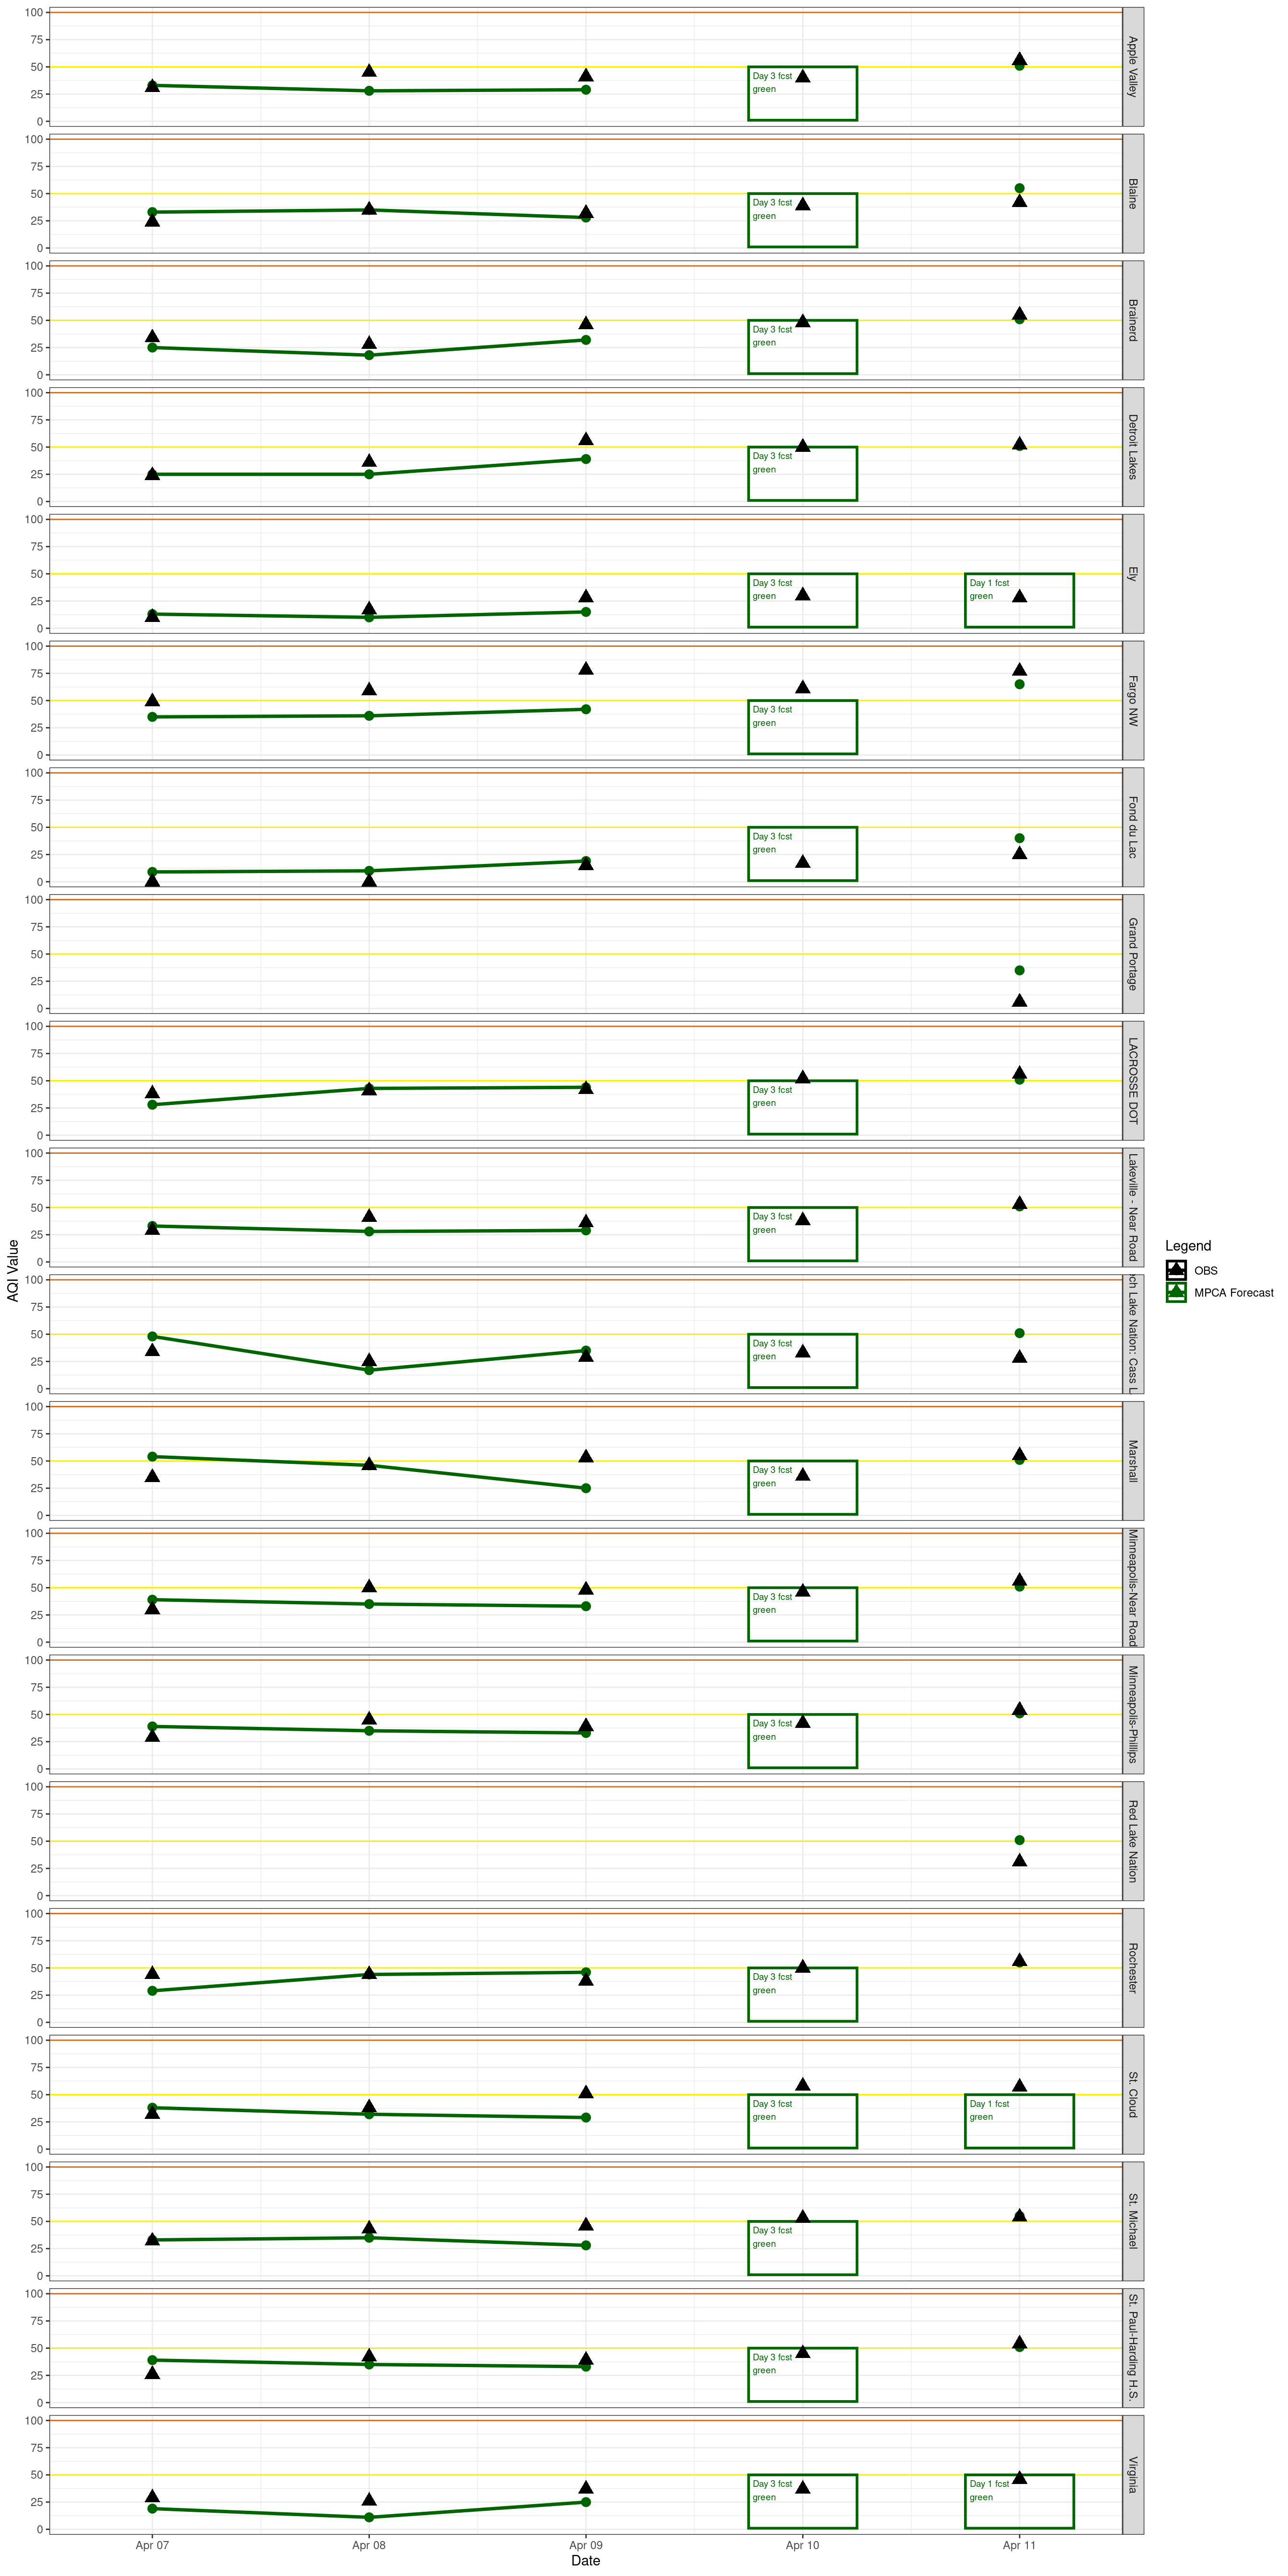 100
75
50
25
0
Day 3 fcst
green
Apple Valley
100
75
50
25
0
Day 3 fcst
green
Blaine
100
75
50
25
0
Day 3 fcst
green
Brainerd
100
75
50
25
0
Day 3 fcst
green
Detroit Lakes
100
75
50
25
0
Day 3 fcst
green
Day 1 fcst
green
Ely
100
75
50
25
0
Day 3 fcst
green
Fargo NW
100
75
50
25
0
Day 3 fcst
green
Fond du Lac
100
75
50
25
0
Grand Portage
100
75
50
25
0
Day 3 fcst
green
LACROSSE DOT
100
75
50
25
0
Day 3 fcst
green
Lakeville - Near Road
100
75
50
25
0
Day 3 fcst
green
ch Lake Nation: Cass L
100
75
50
25
0
Day 3 fcst
green
Marshall
100
75
50
25
0
Day 3 fcst
green
Minneapolis-Near Road
100
75
50
25
0
Day 3 fcst
green
Minneapolis-Phillips
100
75
50
25
0
Red Lake Nation
100
75
50
25
0
Day 3 fcst
green
Rochester
100
75
50
25
0
Day 3 fcst
green
Day 1 fcst
green
St. Cloud
100
75
50
25
0
Day 3 fcst
green
St. Michael
100
75
50
25
0
Day 3 fcst
green
St. Paul-Harding H.S.
100
75
50
25
0
Day 3 fcst
green
Day 1 fcst
green
Virginia
Apr 07
Apr 08
Apr 09
Apr 10
Apr 11
Date
AQI Value
Legend
OBS
MPCA Forecast